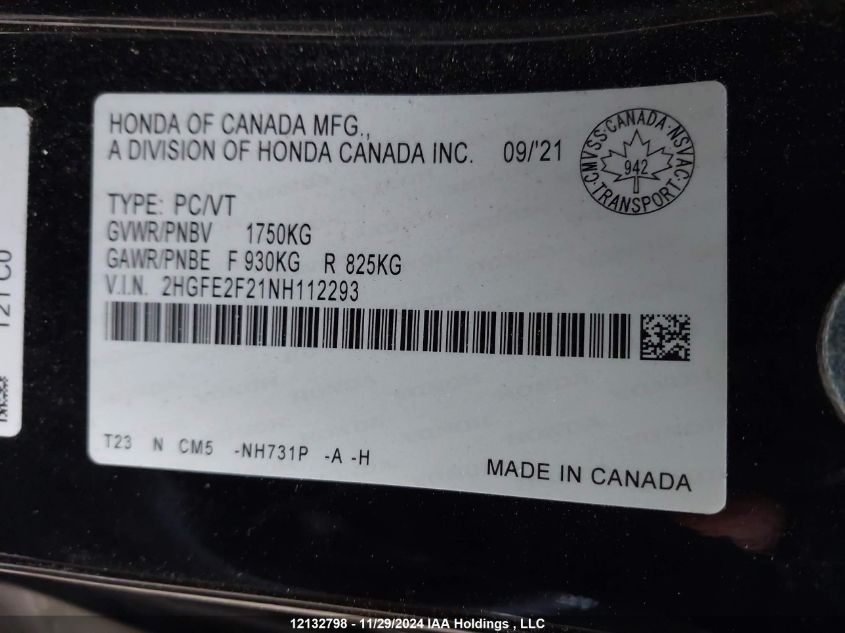 HONDA OF CANADA MFG.,
A DIVISION OF HONDA CANADA INC. 09/'21
CMVSS·CANADA·NSVAC·TRANSPORT·
942
TYPE: PC/VT
GVWR/PNBV 1750KG
GAWR/PNBE F 930KG R 825KG
V.I.N. 2HGFE2F21NH112293
T23 N CM5 -NH731P -A -H
MADE IN CANADA
12132798 - 11/29/2024 IAA Holdings , LLC